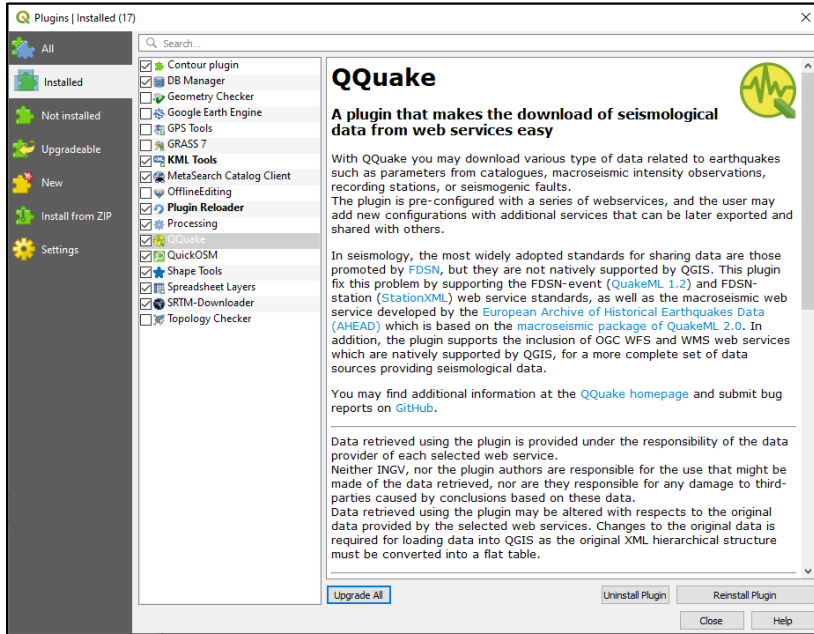 Plugins | Installed (17)
All
Installed
Not installed
Upgradeable
New
Install from ZIP
Settings
Search...
Contour plugin
DB Manager
Geometry Checker
Google Earth Engine
GPS Tools
GRASS 7
KML Tools
MetaSearch Catalog Client
OfflineEditing
Plugin Reloader
Processing
QQuake
QuickOSM
Shape Tools
Spreadsheet Layers
SRTM-Downloader
Topology Checker
QQuake
A plugin that makes the download of seismological
data from web services easy
With QQuake you may download various type of data related to earthquakes
such as parameters from catalogues, macroseismic intensity observations,
recording stations, or seismogenic faults.
The plugin is pre-configured with a series of webservices, and the user may
add new configurations with additional services that can be later exported and
shared with others.
In seismology, the most widely adopted standards for sharing data are those
promoted by FDSN, but they are not natively supported by QGIS. This plugin
fix this problem by supporting the FDSN-event (QuakeML 1.2) and FDSN-
station (StationXML) web service standards, as well as the macroseismic web
service developed by the European Archive of Historical Earthquakes Data
(AHEAD) which is based on the macroseismic package of QuakeML 2.0. In
addition, the plugin supports the inclusion of OGC WFS and WMS web services
which are natively supported by QGIS, for a more complete set of data
sources providing seismological data.
You may find additional information at the QQuake homepage and submit bug
reports on GitHub.
Data retrieved using the plugin is provided under the responsibility of the data
provider of each selected web service.
Neither INGV, nor the plugin authors are responsible for the use that might be
made of the data retrieved, nor are they responsible for any damage to third-
parties caused by conclusions based on these data.
Data retrieved using the plugin may be altered with respects to the original
data provided by the selected web services. Changes to the original data is
required for loading data into QGIS as the original XML hierarchical structure
must be converted into a flat table.
Upgrade All
Uninstall Plugin
Reinstall Plugin
Close
Help